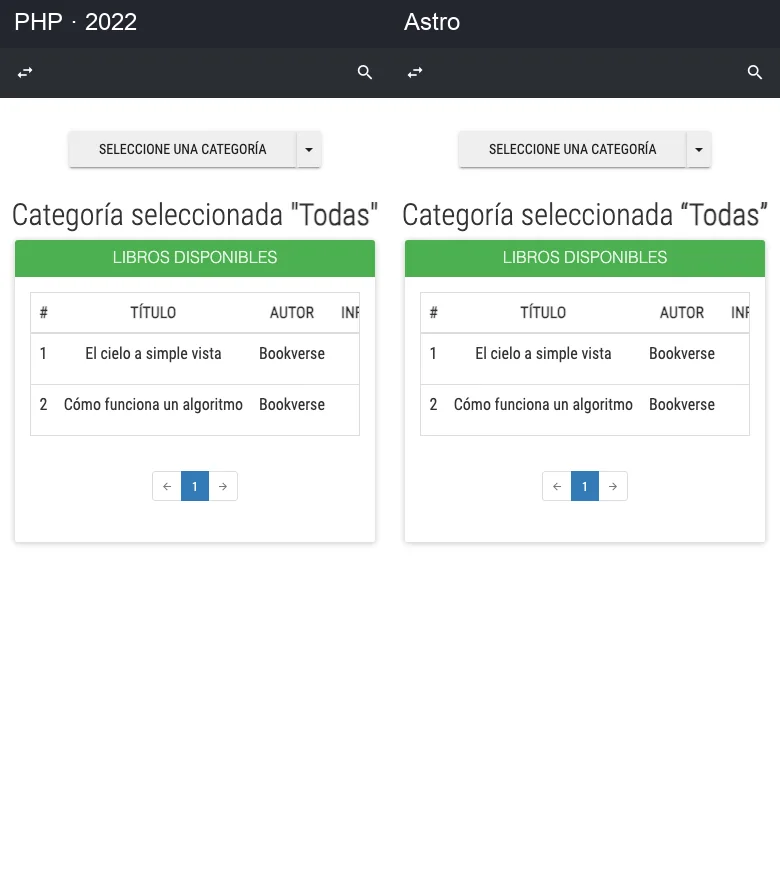 PHP · 2022
SELECCIONE UNA CATEGORÍA
Categoría seleccionada "Todas"
LIBROS DISPONIBLES
# TÍTULO AUTOR INF
1 El cielo a simple vista Bookverse
2 Cómo funciona un algoritmo Bookverse
← 1 →
Astro
SELECCIONE UNA CATEGORÍA
Categoría seleccionada “Todas”
LIBROS DISPONIBLES
# TÍTULO AUTOR INF
1 El cielo a simple vista Bookverse
2 Cómo funciona un algoritmo Bookverse
← 1 →